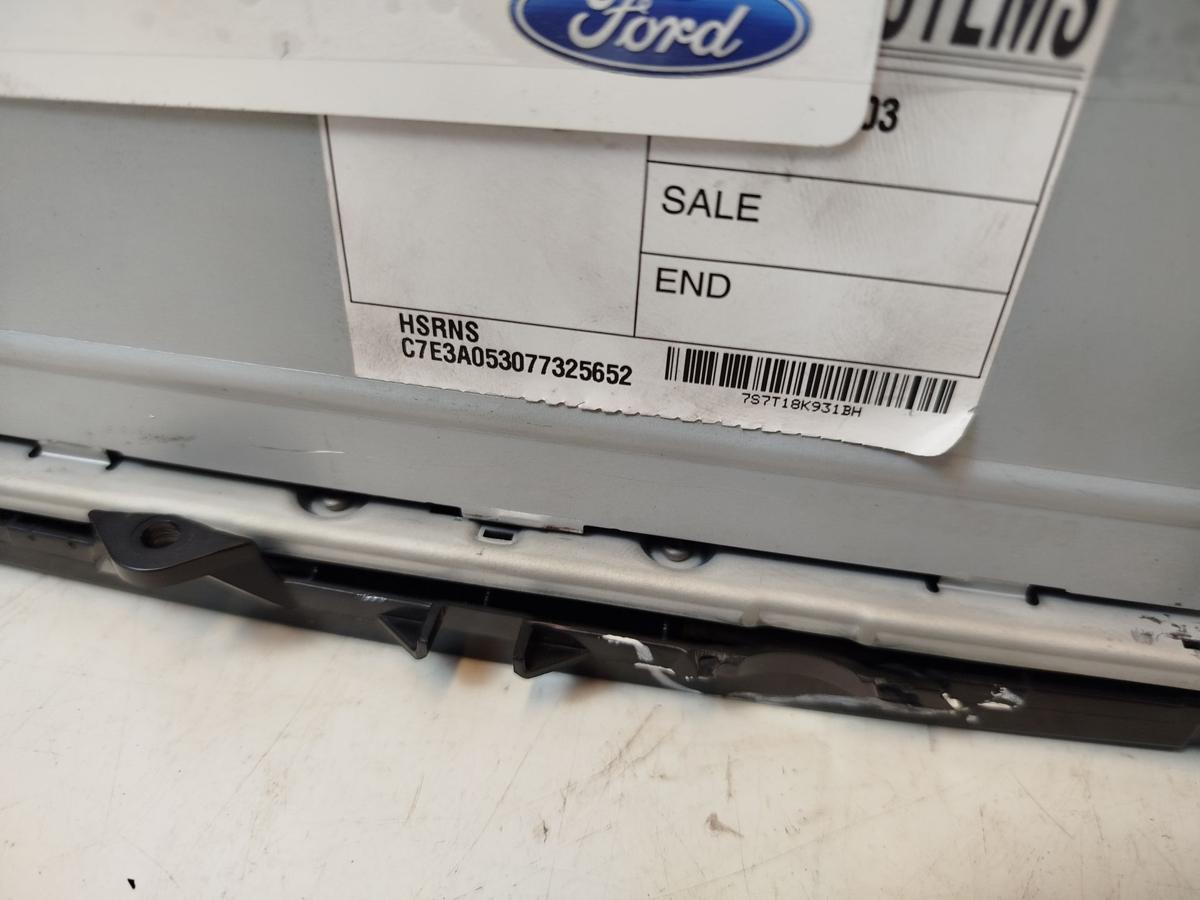 Ford
03
SALE
END
HSRNS
C7E3A053077325652
7S7T18K931BH